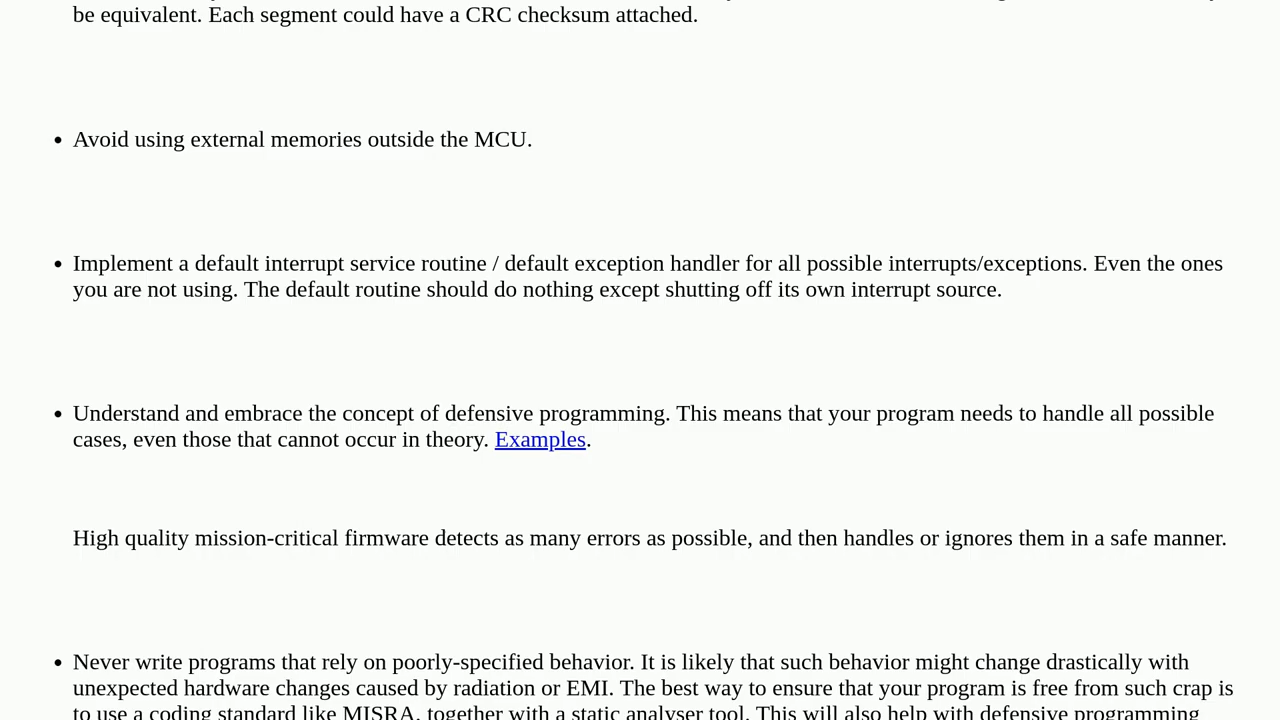 be equivalent. Each segment could have a CRC checksum attached.
Avoid using external memories outside the MCU.
Implement a default interrupt service routine / default exception handler for all possible interrupts/exceptions. Even the ones
you are not using. The default routine should do nothing except shutting off its own interrupt source.
Understand and embrace the concept of defensive programming. This means that your program needs to handle all possible
cases, even those that cannot occur in theory. Examples.
High quality mission-critical firmware detects as many errors as possible, and then handles or ignores them in a safe manner.
Never write programs that rely on poorly-specified behavior. It is likely that such behavior might change drastically with
unexpected hardware changes caused by radiation or EMI. The best way to ensure that your program is free from such crap is
to use a coding standard like MISRA, together with a static analyser tool. This will also help with defensive programming